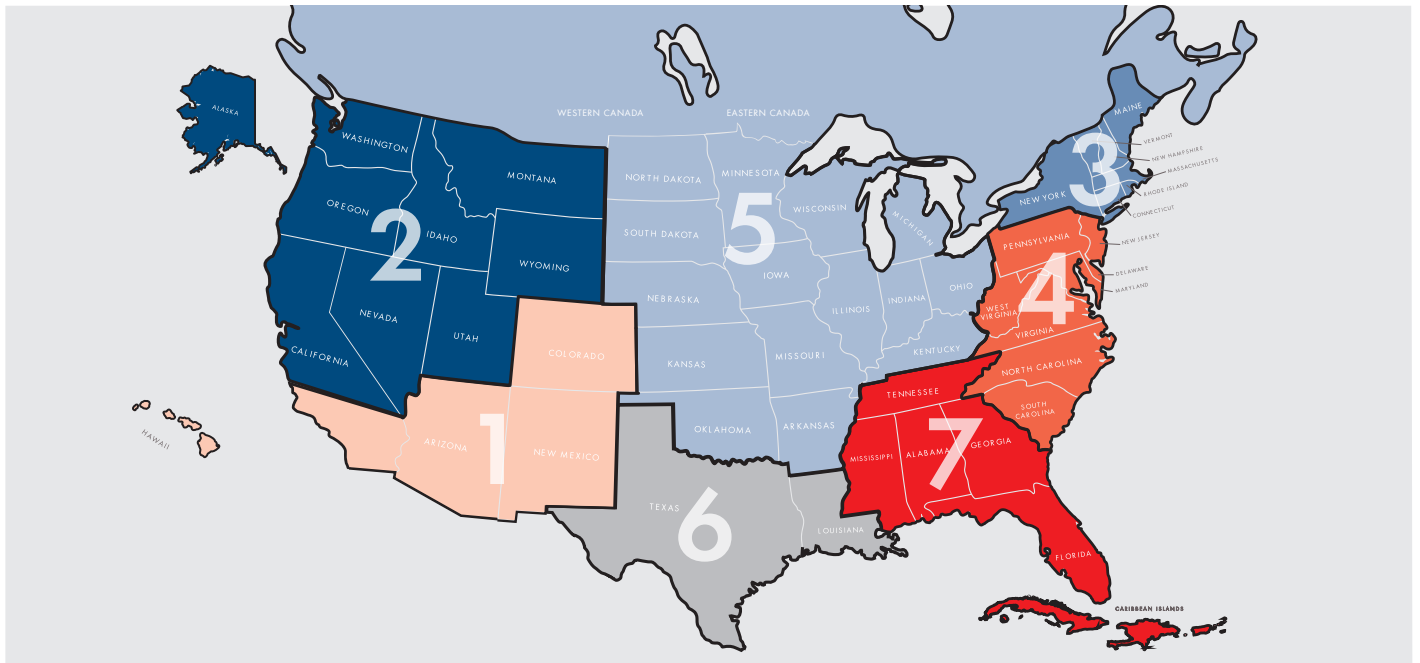 WESTERN CANADA
EASTERN CANADA
ALASKA
WASHINGTON
MONTANA
OREGON
IDAHO
2
WYOMING
NEVADA
UTAH
CALIFORNIA
NORTH DAKOTA
MINNESOTA
SOUTH DAKOTA
5
WISCONSIN
MICHIGAN
IOWA
NEBRASKA
ILLINOIS
INDIANA
OHIO
KANSAS
MISSOURI
KENTUCKY
OKLAHOMA
ARKANSAS
MAINE
3
VERMONT
NEW HAMPSHIRE
MASSACHUSETTS
RHODE ISLAND
CONNECTICUT
NEW YORK
PENNSYLVANIA
NEW JERSEY
4
DELAWARE
MARYLAND
WEST
VIRGINIA
VIRGINIA
NORTH CAROLINA
SOUTH
CAROLINA
COLORADO
ARIZONA
1
NEW MEXICO
HAWAII
TEXAS
6
LOUISIANA
TENNESSEE
MISSISSIPPI
ALABAMA
7
GEORGIA
FLORIDA
CARIBBEAN ISLANDS